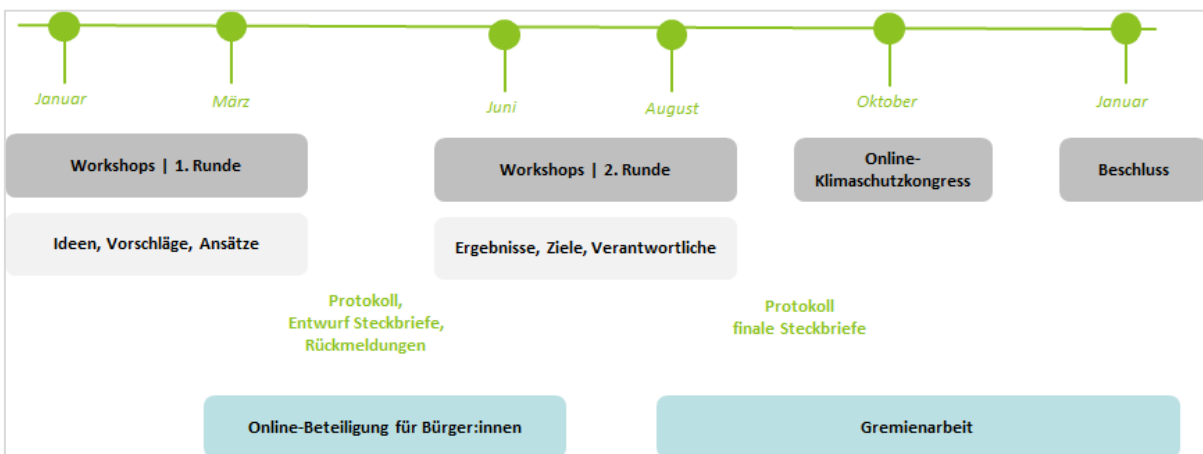 Januar
März
Juni
August
Oktober
Januar
Workshops | 1. Runde
Workshops | 2. Runde
Online-
Klimaschutzkongress
Beschluss
Ideen, Vorschläge, Ansätze
Ergebnisse, Ziele, Verantwortliche
Protokoll,
Entwurf Steckbriefe,
Rückmeldungen
Protokoll
finale Steckbriefe
Online-Beteiligung für Bürger:innen
Gremienarbeit